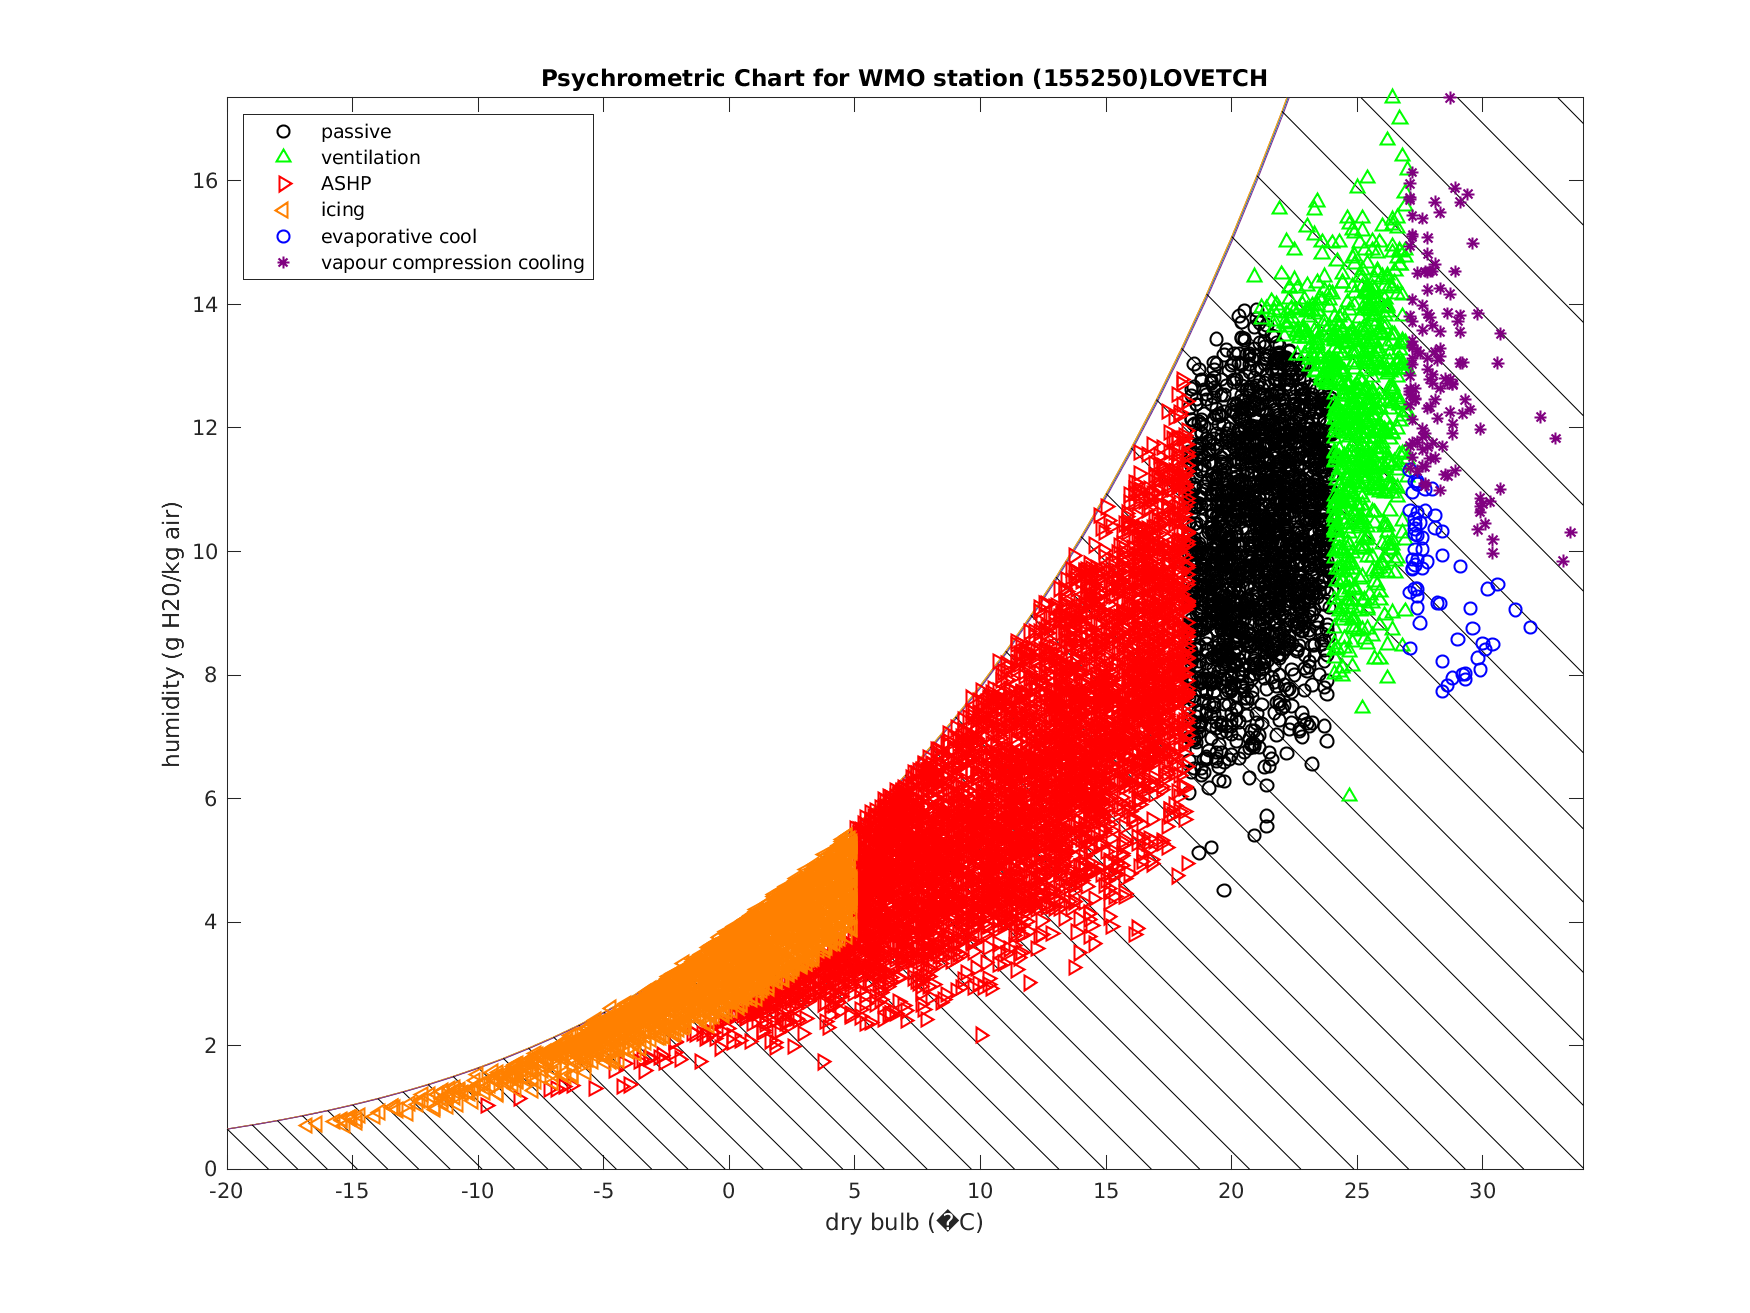 Psychrometric Chart for WMO station (155250)LOVETCH
passive
ventilation
ASHP
icing
evaporative cool
vapour compression cooling
humidity (g H20/kg air)
16
14
12
10
8
6
4
2
0
-20 -15 -10 -5 0 5 10 15 20 25 30
dry bulb (�C)